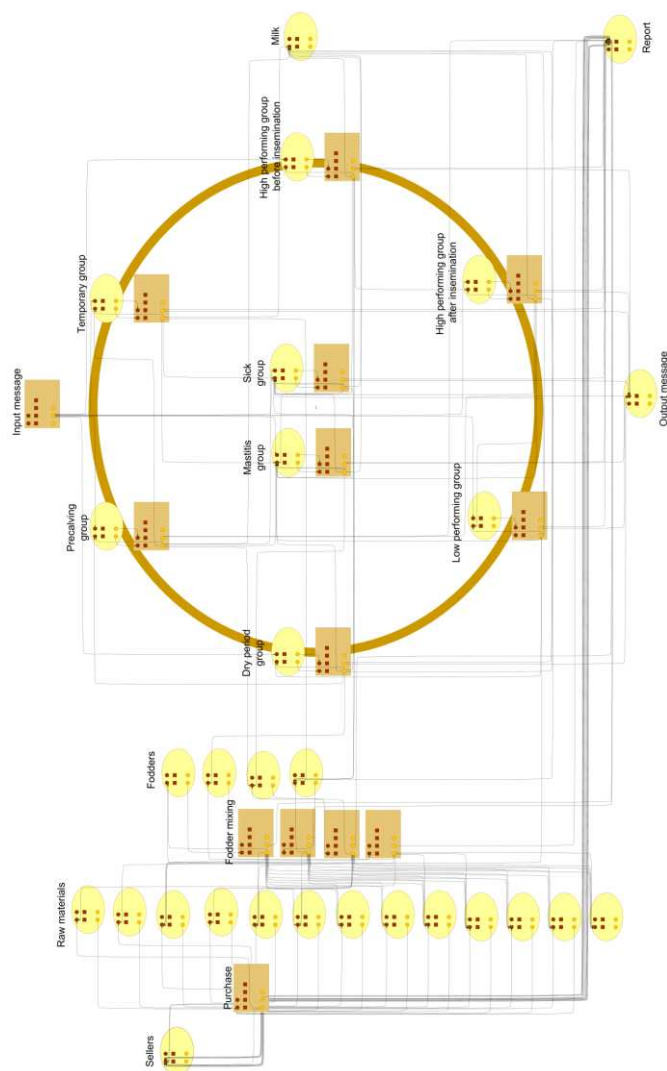 Sellers
Purchase
Raw materials
Fodder mixing
Fodders
Dry period
group
Precalving
group
Input message
Mastitis
group
Sick
group
Low performing group
Temporary group
High performing group
before insemination
High performing group
after insemination
Milk
Output message
Report